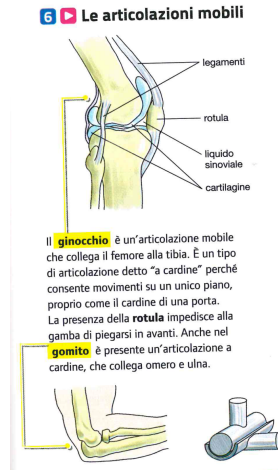 6 Le articolazioni mobili
legamenti
rotula
liquido
sinoviale
cartilagine
Il ginocchio è un'articolazione mobile
che collega il femore alla tibia. È un tipo
di articolazione detto "a cardine" perché
consente movimenti su un unico piano,
proprio come il cardine di una porta.
La presenza della rotula impedisce alla
gamba di piegarsi in avanti. Anche nel
gomito è presente un'articolazione a
cardine, che collega omero e ulna.